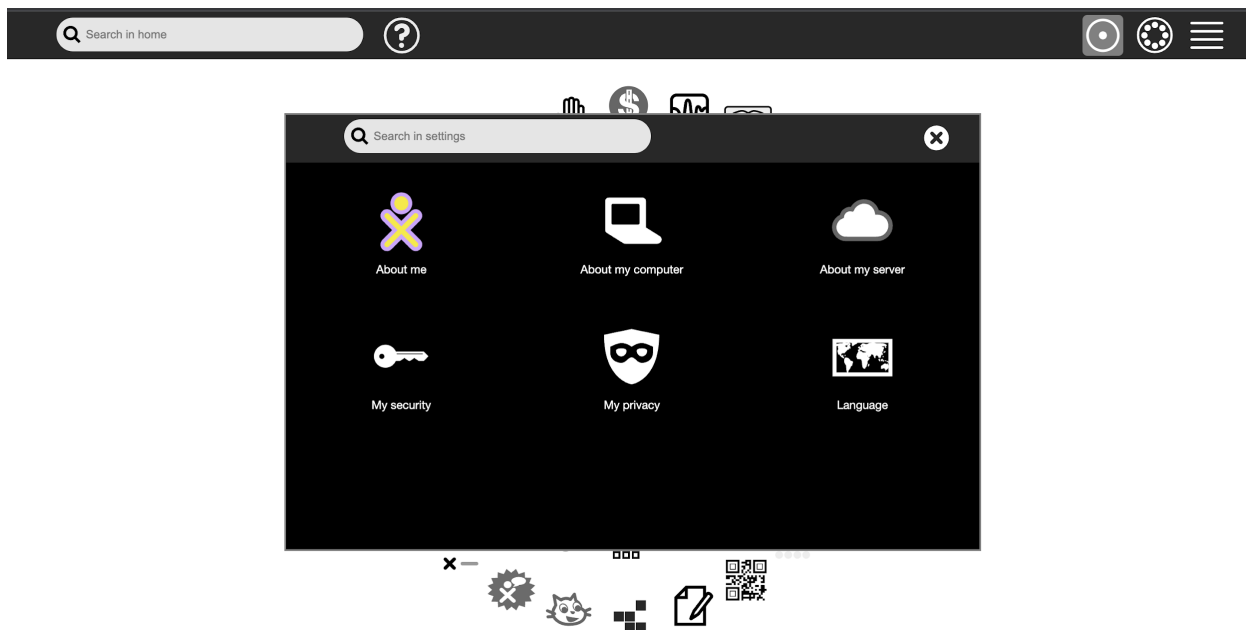 Search in home
Search in settings
About me
About my computer
About my server
My security
My privacy
Language